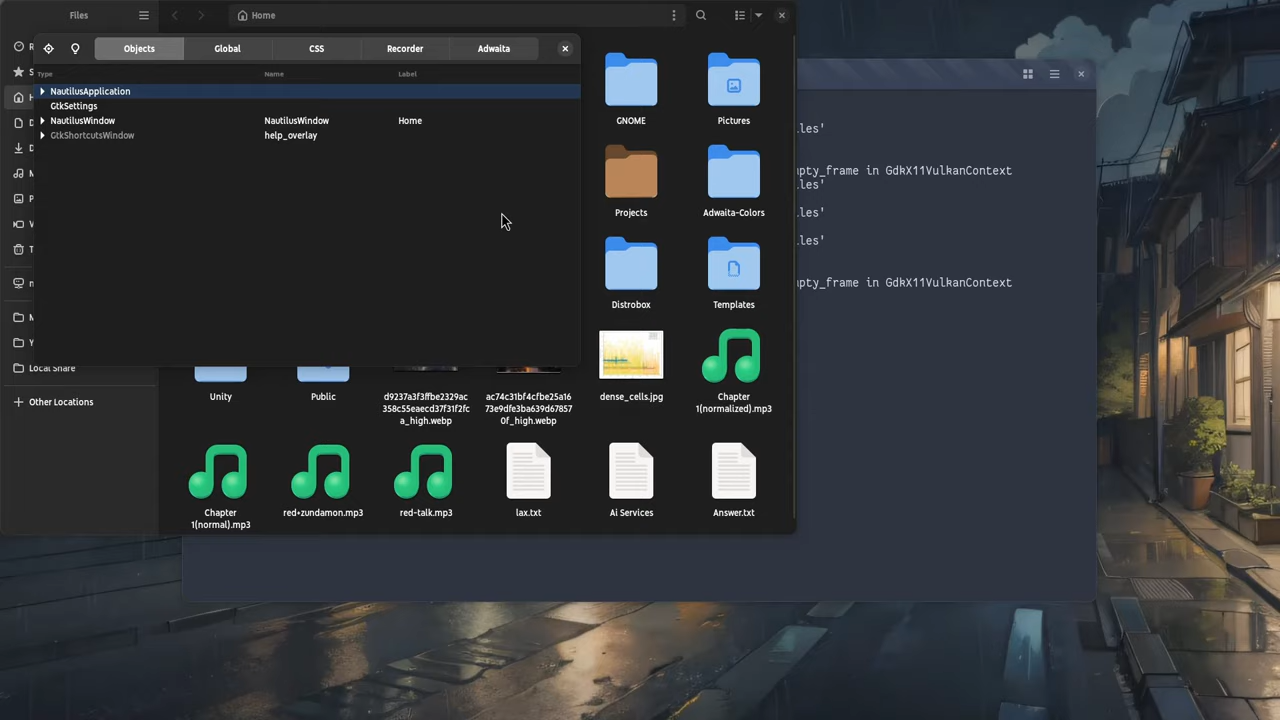 Files
Home
Objects
Global
CSS
Recorder
Adwaita
Type
Name
Label
NautilusApplication
GtkSettings
NautilusWindow
NautilusWindow
Home
GtkShortcutsWindow
help_overlay
R
S
H
D
D
M
P
V
T
n
M
Y
Local Share
Other Locations
GNOME
Pictures
Projects
Adwaita-Colors
Distrobox
Templates
Unity
Public
d9237a3f3ffbe2329ac
358c55eaecd37f31f2fc
a_high.webp
ac74c31bf4cfbe25a16
73e9dfe3ba639d67857
0f_high.webp
dense_cells.jpg
Chapter
1(normalized).mp3
Chapter
1(normal).mp3
red+zundamon.mp3
red-talk.mp3
lax.txt
Ai Services
Answer.txt
les'
pty_frame in GdkX11VulkanContext
les'
les'
les'
pty_frame in GdkX11VulkanContext